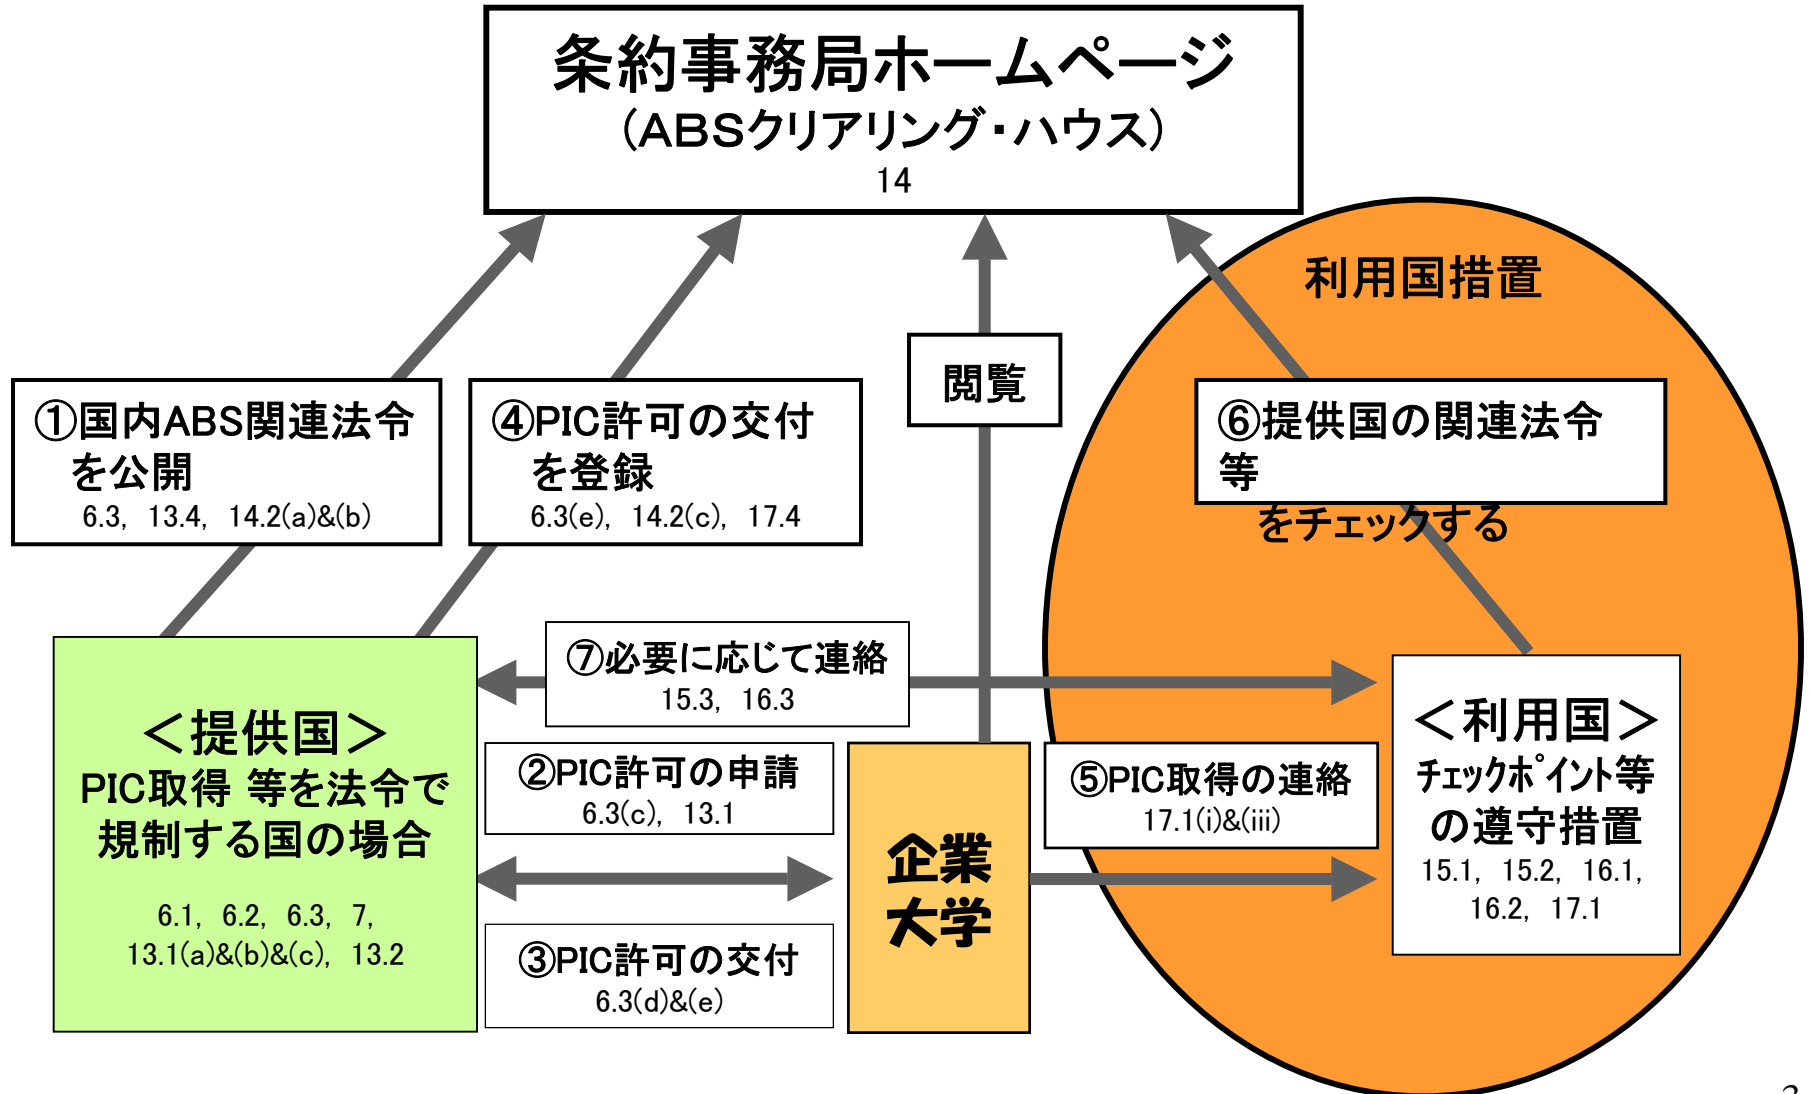 条約事務局ホームページ
(ABSクリアリング・ハウス)
14
利用国措置
閲覧
①国内ABS関連法令
を公開
6.3, 13.4, 14.2(a)&(b)
④PIC許可の交付
を登録
6.3(e), 14.2(c), 17.4
⑥提供国の関連法令
等
をチェックする
⑦必要に応じて連絡
15.3, 16.3
<提供国>
PIC取得 等を法令で
規制する国の場合
6.1, 6.2, 6.3, 7,
13.1(a)&(b)&(c), 13.2
②PIC許可の申請
6.3(c), 13.1
③PIC許可の交付
6.3(d)&(e)
企業
大学
⑤PIC取得の連絡
17.1(i)&(iii)
<利用国>
チェックポイント等
の遵守措置
15.1, 15.2, 16.1,
16.2, 17.1